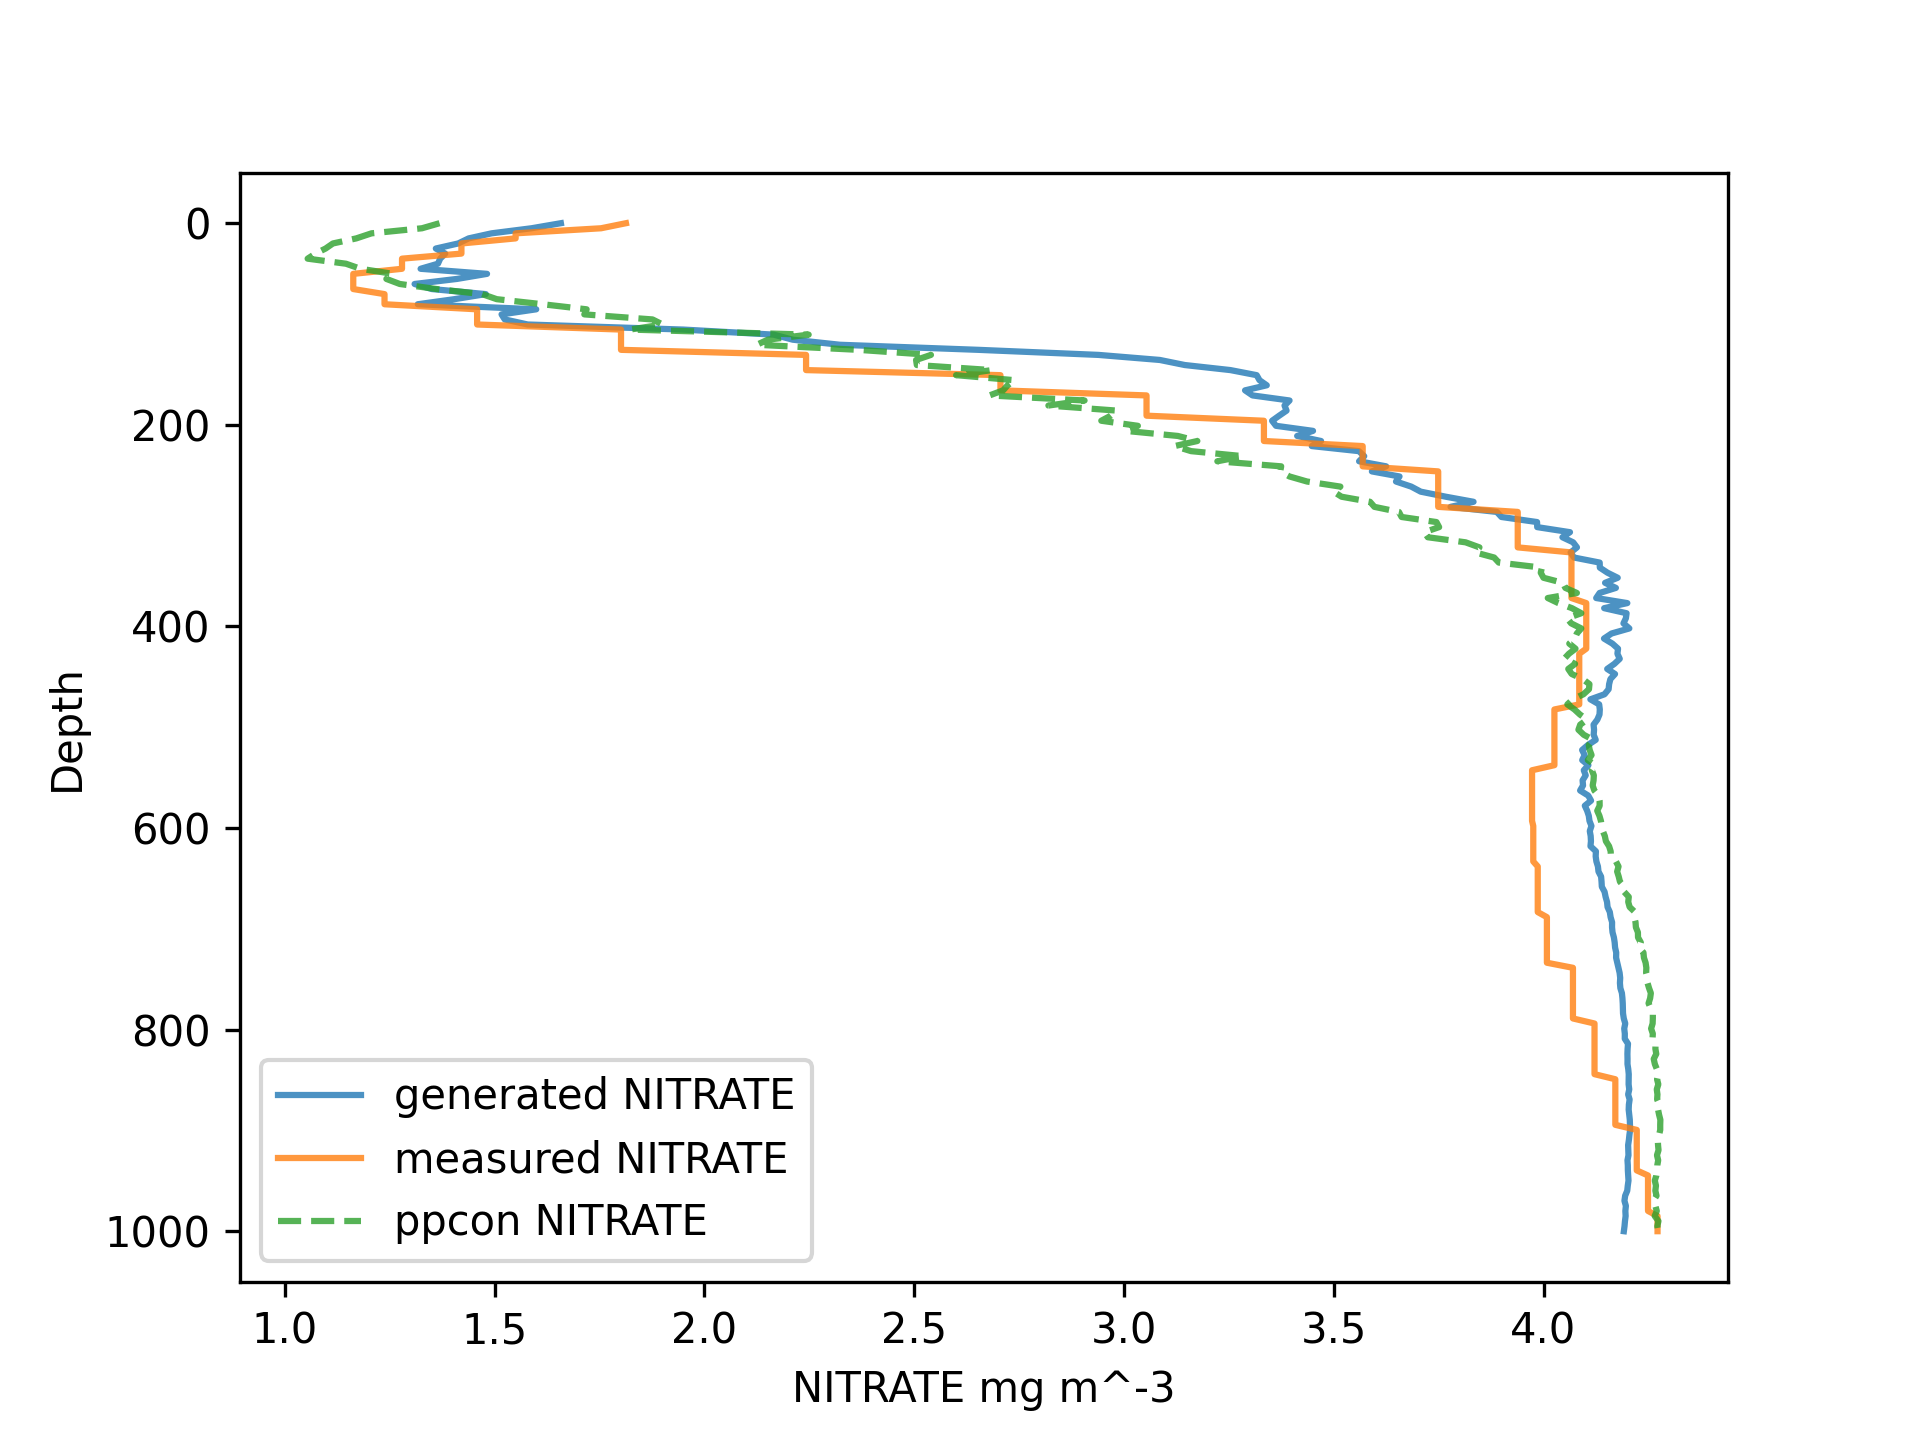 0
200
400
600
800
1000
Depth
generated NITRATE
measured NITRATE
ppcon NITRATE
1.0 1.5 2.0 2.5 3.0 3.5 4.0
NITRATE mg m^-3